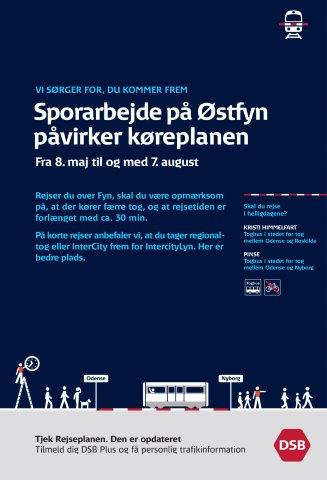 VI SØRGER FOR, DU KOMMER FREM
Sporarbejde på Østfyn
påvirker køreplanen
Fra 8. maj til og med 7. august
Rejser du over Fyn, skal du være opmærksom
på, at der kører færre tog, og at rejsetiden er
forlænget med ca. 30 min.
På korte rejser anbefaler vi, at du tager regional-
tog eller InterCity frem for IntercityLyn. Her er
bedre plads.
Skal du rejse
i helligdagene?
KRISTI HIMMELFART
Togbus i stedet for tog
mellem Odense og Roskilde
PINSE
Togbus i stedet for tog
mellem Odense og Nyborg
Togbus
Odense
Nyborg
Tjek Rejseplanen. Den er opdateret
Tilmeld dig DSB Plus og få personlig trafikinformation
DSB